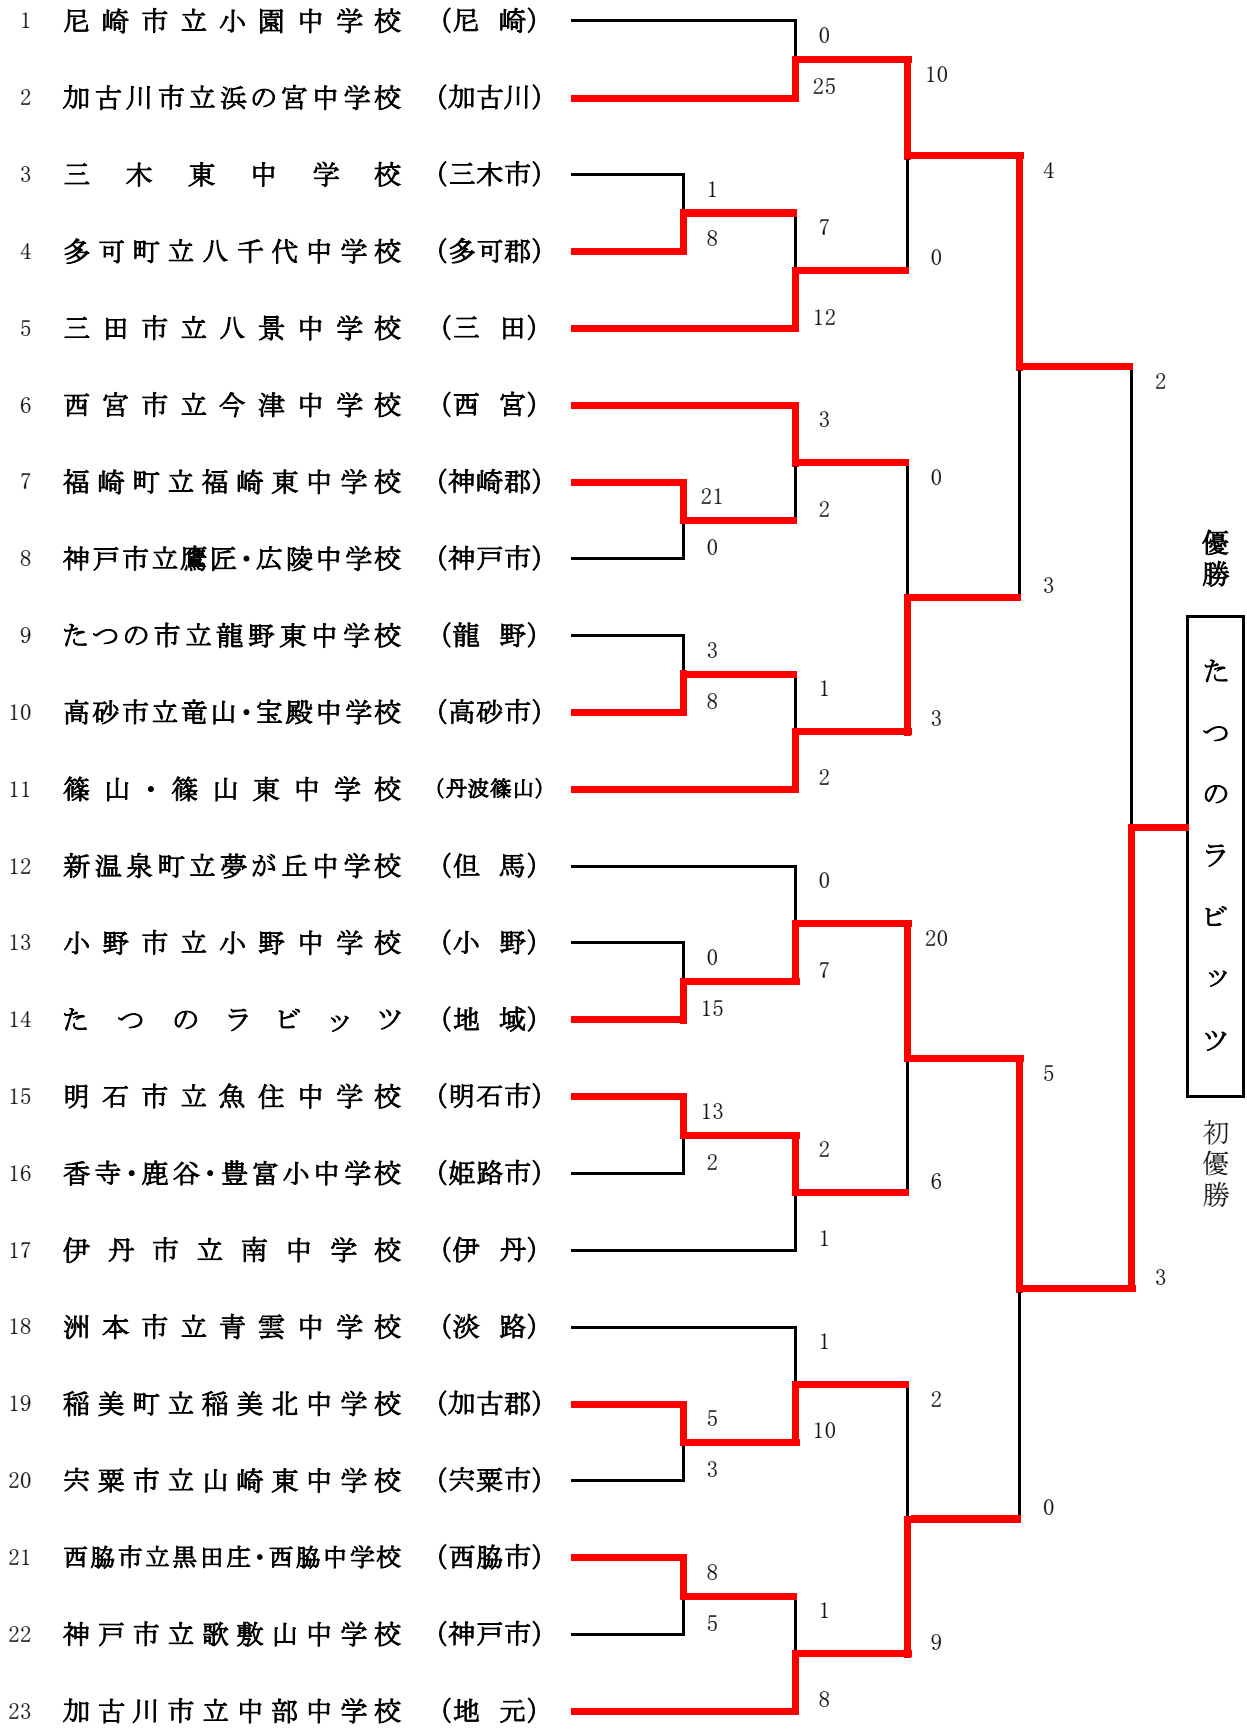 1 尼崎市立小園中学校 (尼 崎)
2 加古川市立浜の宮中学校 (加古川)
3 三木東中学校 (三木市)
4 多可町立八千代中学校 (多可郡)
5 三田市立八景中学校 (三 田)
6 西宮市立今津中学校 (西 宮)
7 福崎町立福崎東中学校 (神崎郡)
8 神戸市立鷹匠・広陵中学校 (神戸市)
9 たつの市立龍野東中学校 (龍 野)
10 高砂市立竜山・宝殿中学校 (高砂市)
11 篠山・篠山東中学校 (丹波篠山)
12 新温泉町立夢が丘中学校 (但 馬)
13 小野市立小野中学校 (小 野)
14 たつのラビッツ (地 域)
15 明石市立魚住中学校 (明石市)
16 香寺・鹿谷・豊富小中学校 (姫路市)
17 伊丹市立南中学校 (伊 丹)
18 洲本市立青雲中学校 (淡 路)
19 稲美町立稲美北中学校 (加古郡)
20 宍粟市立山崎東中学校 (宍粟市)
21 西脇市立黒田庄・西脇中学校 (西脇市)
22 神戸市立歌敷山中学校 (神戸市)
23 加古川市立中部中学校 (地 元)
1
8
21
0
3
8
0
15
13
2
5
3
8
5
0
25
7
12
3
2
1
2
0
7
2
1
1
10
1
8
10
0
0
3
20
6
2
9
4
3
5
0
2
3
優勝
たつのラビッツ
初優勝